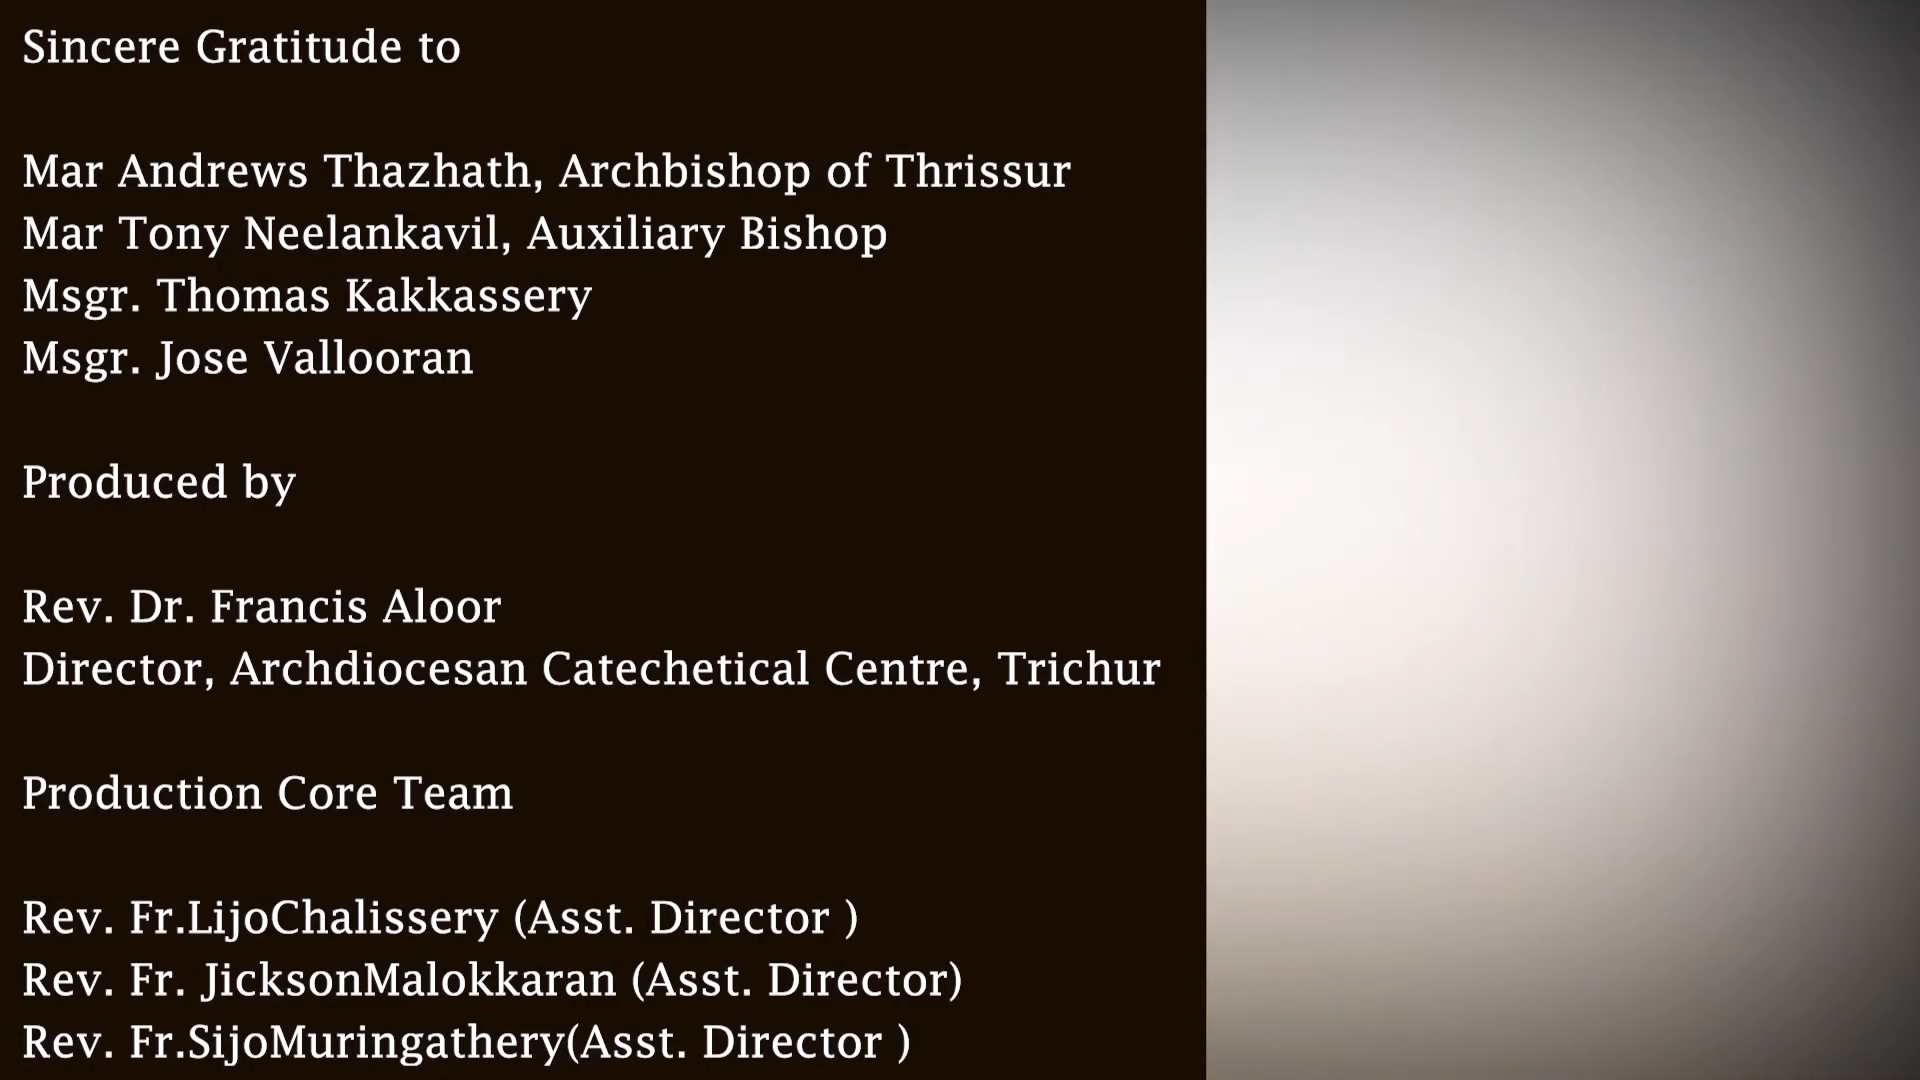 Sincere Gratitude to
Mar Andrews Thazhath, Archbishop of Thrissur
Mar Tony Neelankavil, Auxiliary Bishop
Msgr. Thomas Kakkassery
Msgr. Jose Vallooran
Produced by
Rev. Dr. Francis Aloor
Director, Archdiocesan Catechetical Centre, Trichur
Production Core Team
Rev. Fr.LijoChalissery (Asst. Director )
Rev. Fr. JicksonMalokkaran (Asst. Director)
Rev. Fr.SijoMuringathery(Asst. Director )